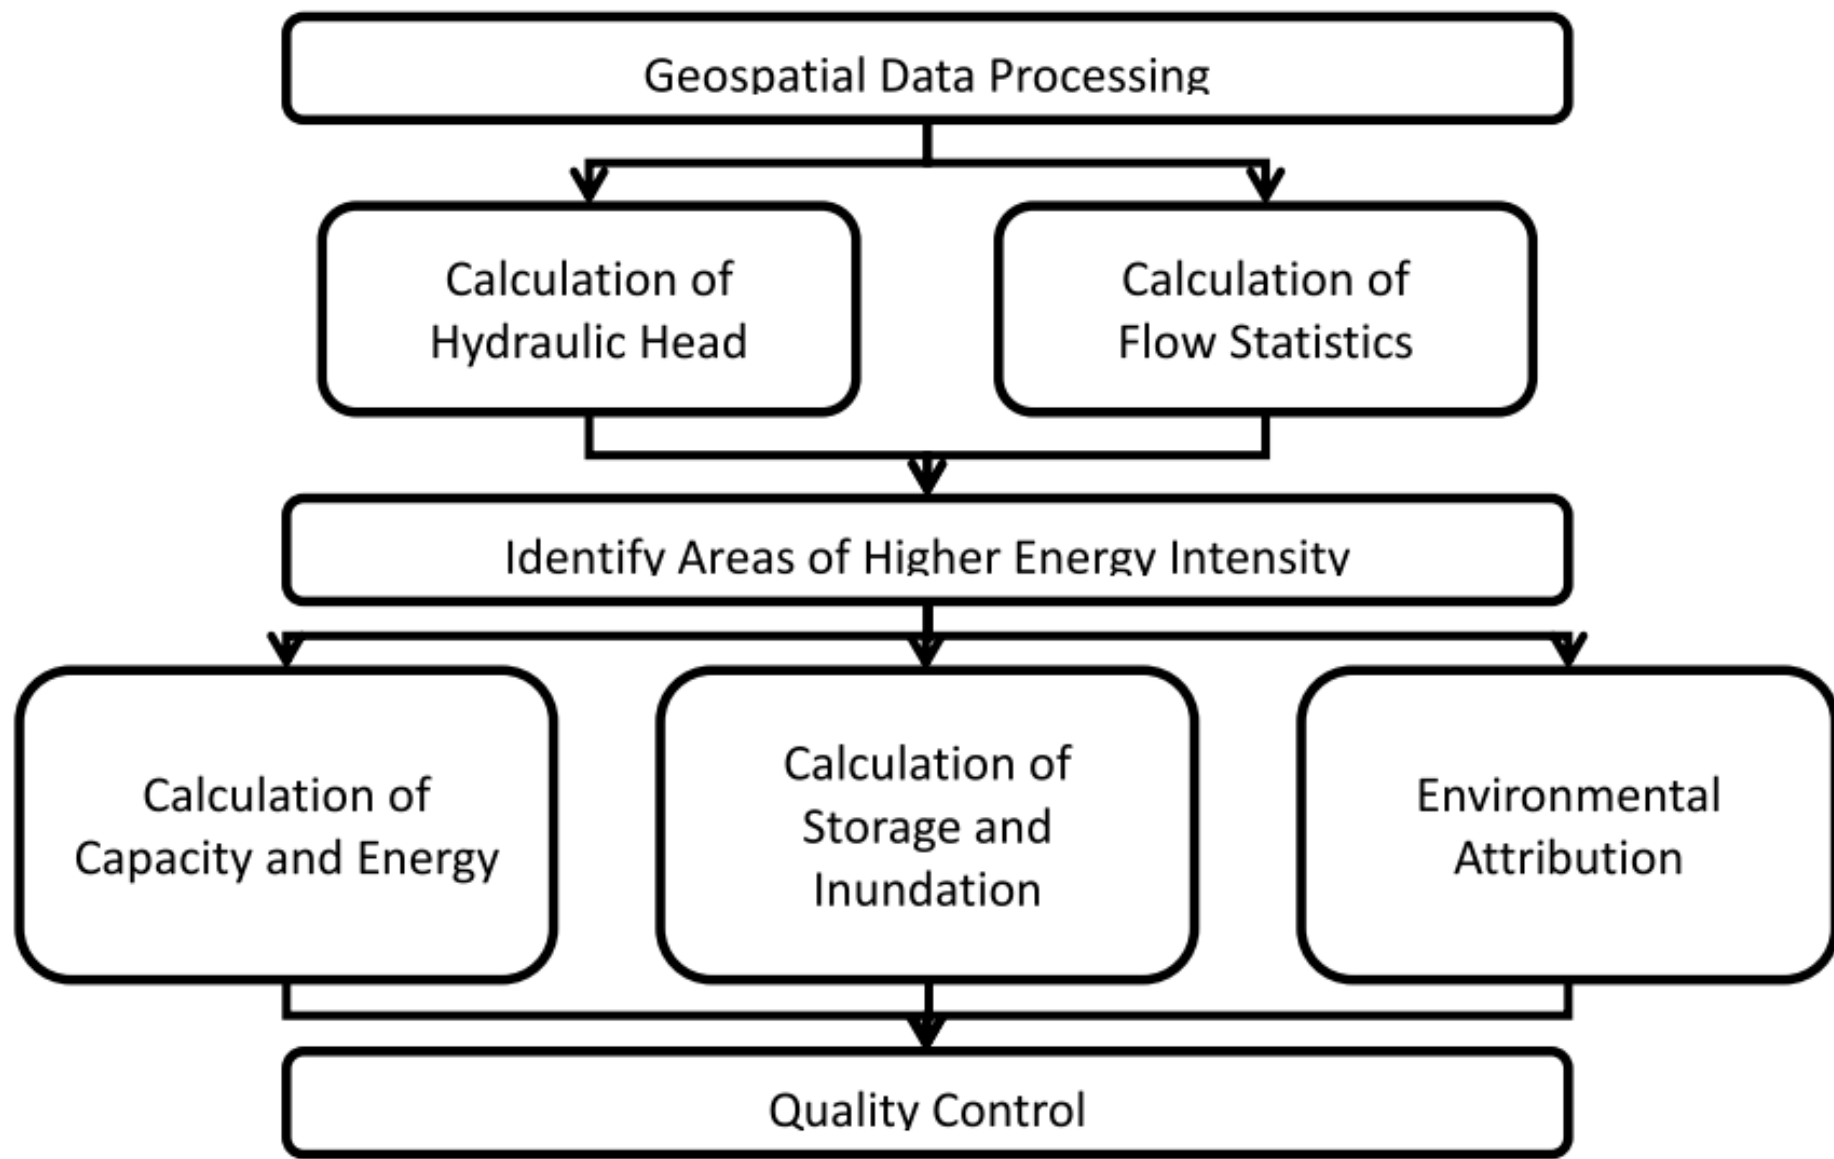 Geospatial Data Processing
Calculation of
Hydraulic Head
Calculation of
Flow Statistics
Identify Areas of Higher Energy Intensity
Calculation of
Capacity and Energy
Calculation of
Storage and
Inundation
Environmental
Attribution
Quality Control